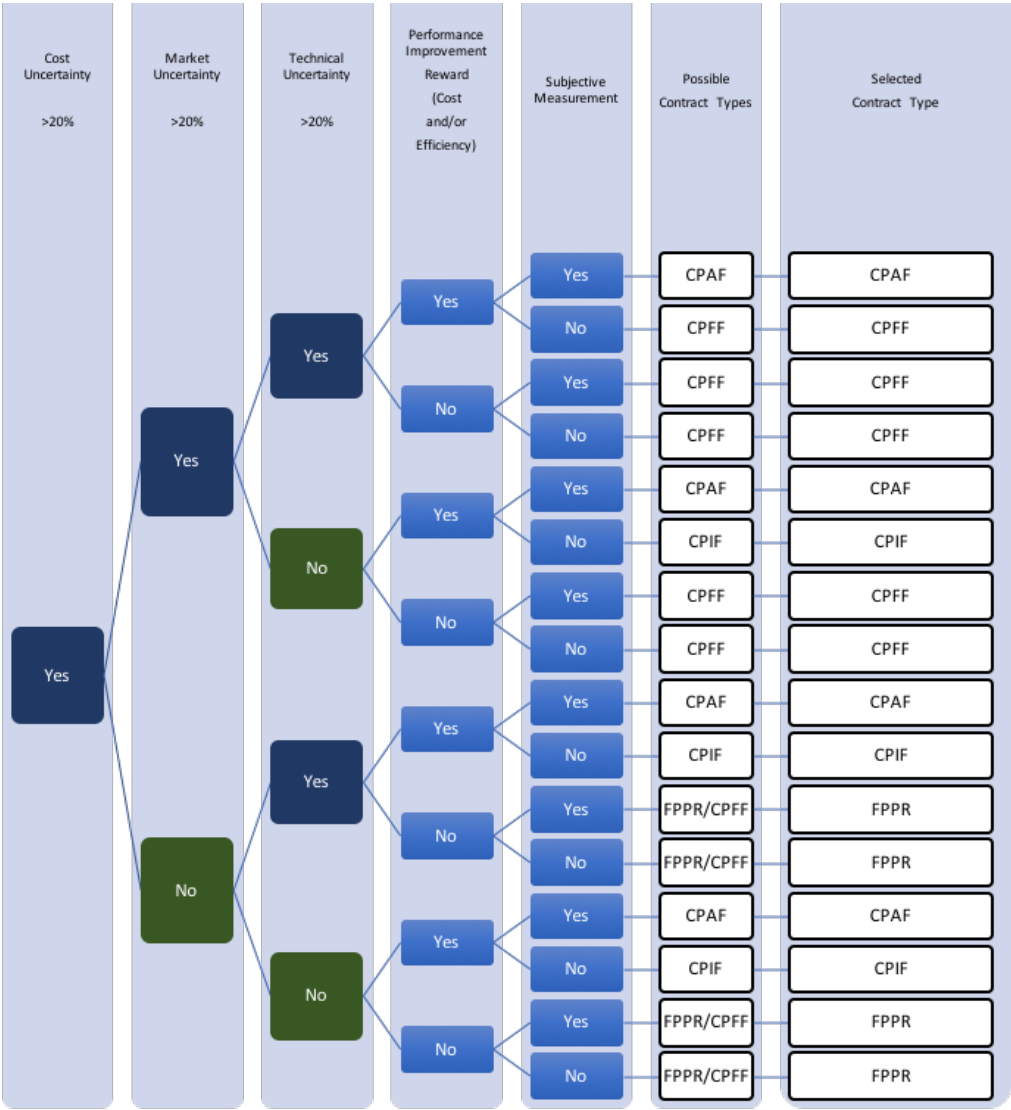 Cost
Uncertainty
>20%
Market
Uncertainty
>20%
Technical
Uncertainty
>20%
Performance
Improvement
Reward
(Cost
and/or
Efficiency)
Subjective
Measurement
Possible
Contract Types
Selected
Contract Type
Yes
Yes
No
Yes
No
Yes
No
Yes
No
Yes
No
Yes
No
Yes
No
Yes
CPAF
CPAF
No
CPFF
CPFF
Yes
CPFF
CPFF
No
CPFF
CPFF
Yes
CPAF
CPAF
No
CPIF
CPIF
Yes
CPFF
CPFF
No
CPFF
CPFF
Yes
CPAF
CPAF
No
CPIF
CPIF
Yes
FPPR/CPFF
FPPR
No
FPPR/CPFF
FPPR
Yes
CPAF
CPAF
No
CPIF
CPIF
Yes
FPPR/CPFF
FPPR
No
FPPR/CPFF
FPPR